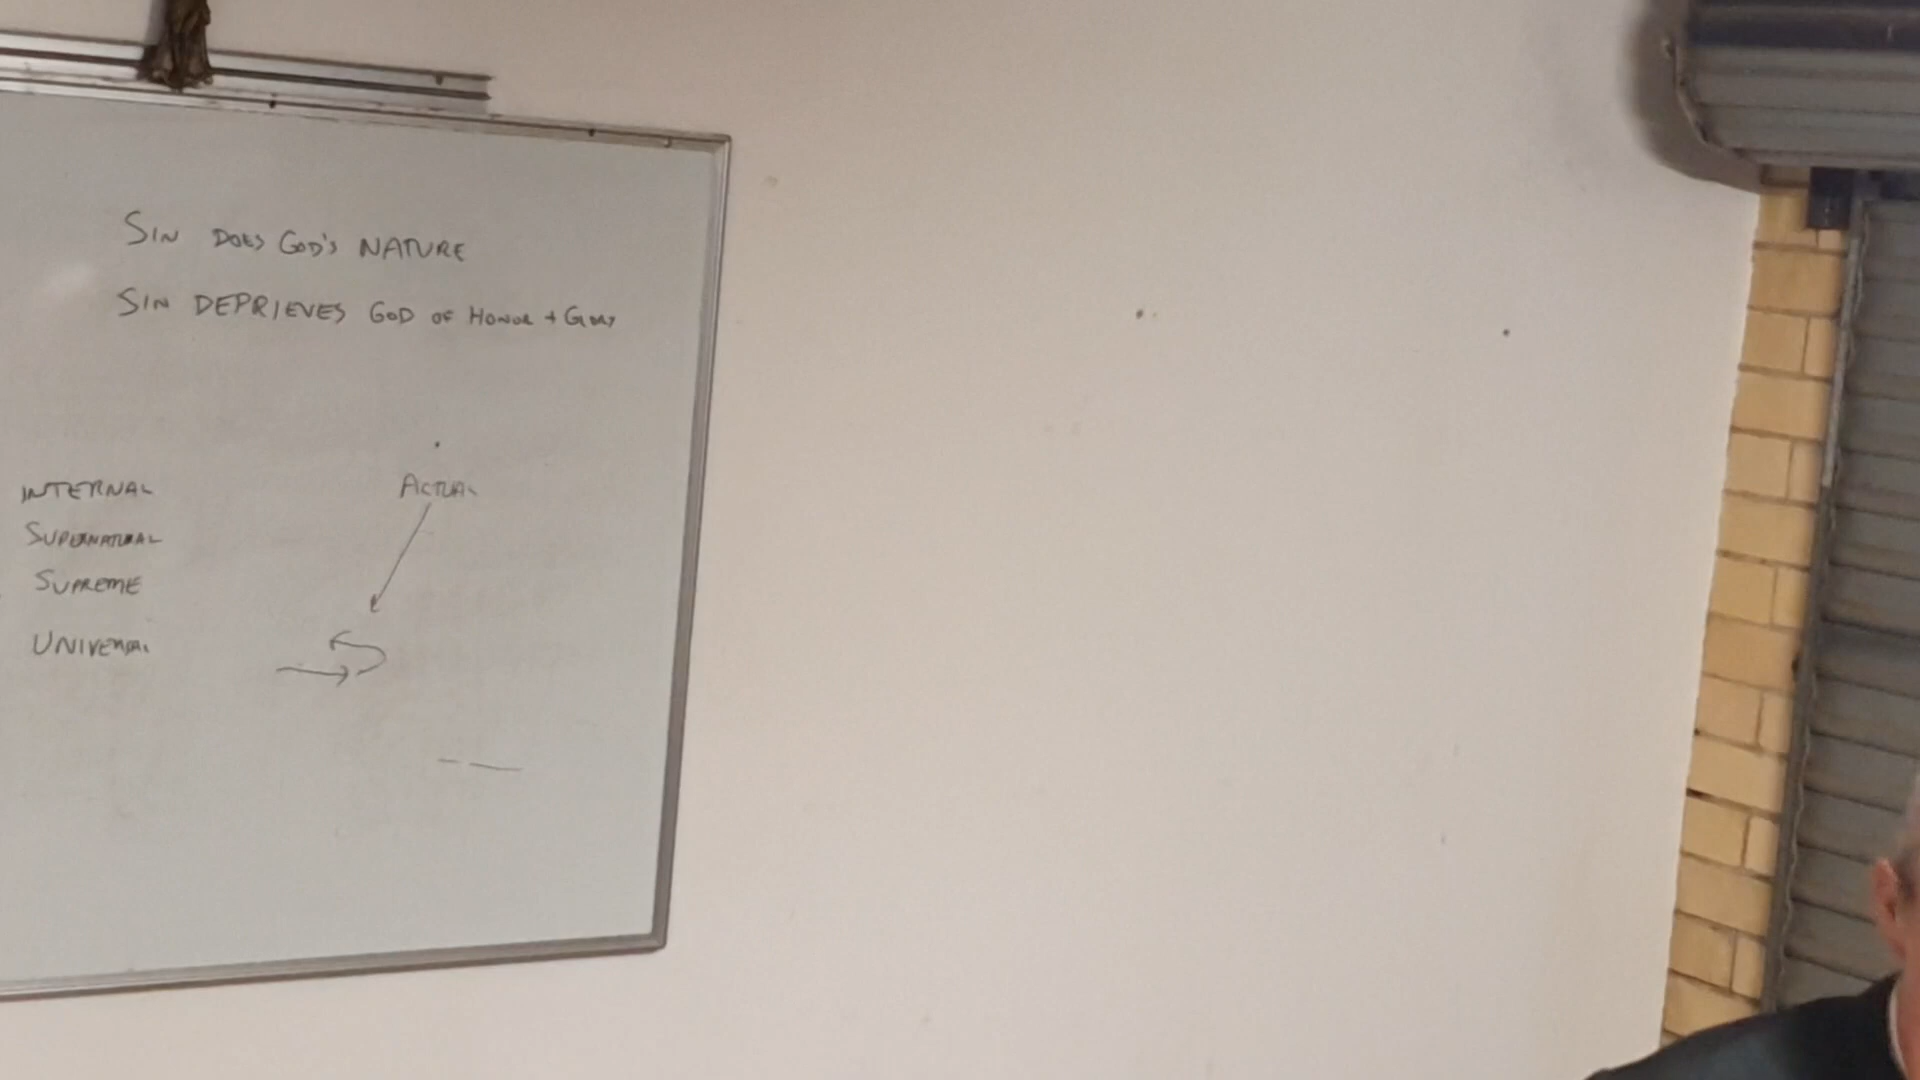 SIN DOES GOD'S NATURE
SIN DEPRIEVES GOD OF HONOR + GLORY
INTERNAL
ACTUAL
SUPERNATURAL
SUPREME
UNIVERSAL